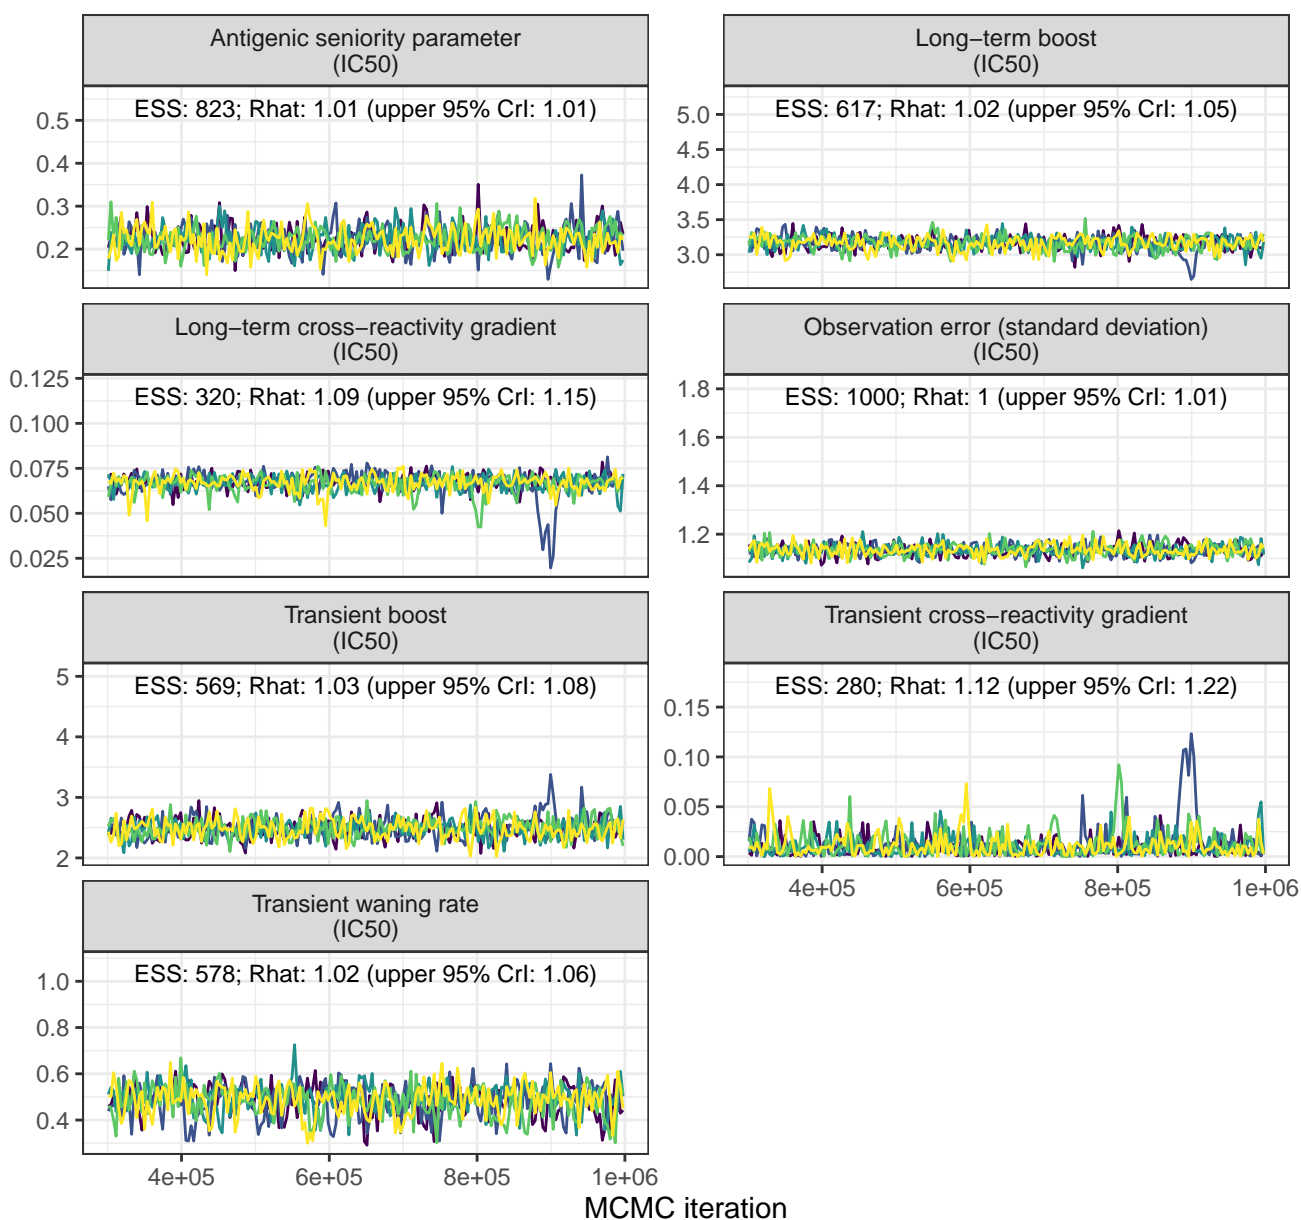 Antigenic seniority parameter
(IC50)
ESS: 823; Rhat: 1.01 (upper 95% CrI: 1.01)
0.5
0.4
0.3
0.2
Long−term boost
(IC50)
ESS: 617; Rhat: 1.02 (upper 95% CrI: 1.05)
5.0
4.5
4.0
3.5
3.0
Long−term cross−reactivity gradient
(IC50)
ESS: 320; Rhat: 1.09 (upper 95% CrI: 1.15)
0.125
0.100
0.075
0.050
0.025
Observation error (standard deviation)
(IC50)
ESS: 1000; Rhat: 1 (upper 95% CrI: 1.01)
1.8
1.6
1.4
1.2
Transient boost
(IC50)
ESS: 569; Rhat: 1.03 (upper 95% CrI: 1.08)
5
4
3
2
Transient cross−reactivity gradient
(IC50)
ESS: 280; Rhat: 1.12 (upper 95% CrI: 1.22)
0.15
0.10
0.05
0.00
4e+05 6e+05 8e+05 1e+06
Transient waning rate
(IC50)
ESS: 578; Rhat: 1.02 (upper 95% CrI: 1.06)
1.0
0.8
0.6
0.4
4e+05 6e+05 8e+05 1e+06
MCMC iteration